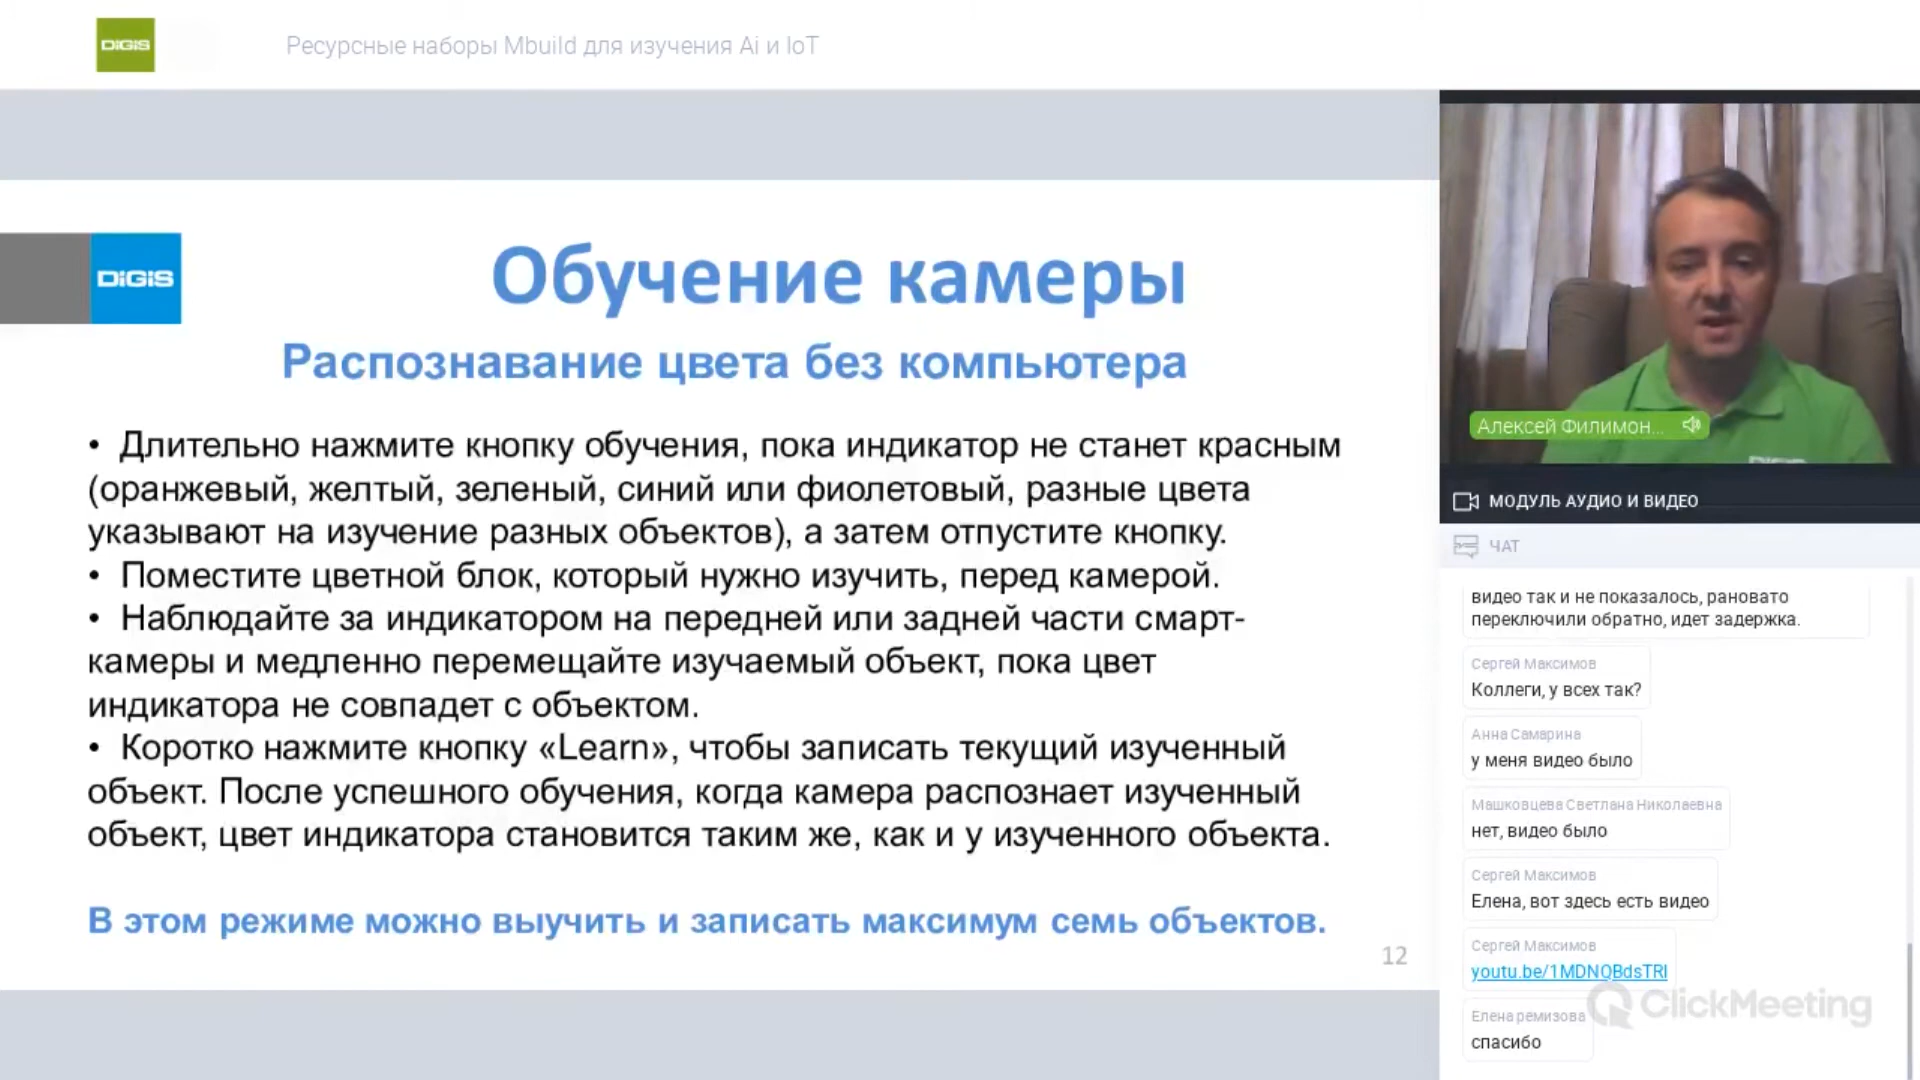 DiGiS
Ресурсные наборы Mbuild для изучения Ai и IoT
DiGiS
Обучение камеры
Распознавание цвета без компьютера
• Длительно нажмите кнопку обучения, пока индикатор не станет красным
(оранжевый, желтый, зеленый, синий или фиолетовый, разные цвета
указывают на изучение разных объектов), а затем отпустите кнопку.
• Поместите цветной блок, который нужно изучить, перед камерой.
• Наблюдайте за индикатором на передней или задней части смарт-
камеры и медленно перемещайте изучаемый объект, пока цвет
индикатора не совпадет с объектом.
• Коротко нажмите кнопку «Learn», чтобы записать текущий изученный
объект. После успешного обучения, когда камера распознает изученный
объект, цвет индикатора становится таким же, как и у изученного объекта.
В этом режиме можно выучить и записать максимум семь объектов.
12
Алексей Филимон...
МОДУЛЬ АУДИО И ВИДЕО
ЧАТ
видео так и не показалось, рановато
переключили обратно, идет задержка.
Сергей Максимов
Коллеги, у всех так?
Анна Самарина
у меня видео было
Машковцева Светлана Николаевна
нет, видео было
Сергей Максимов
Елена, вот здесь есть видео
Сергей Максимов
youtu.be/1MDNQBdsTRI
Елена ремизова
спасибо
ClickMeeting